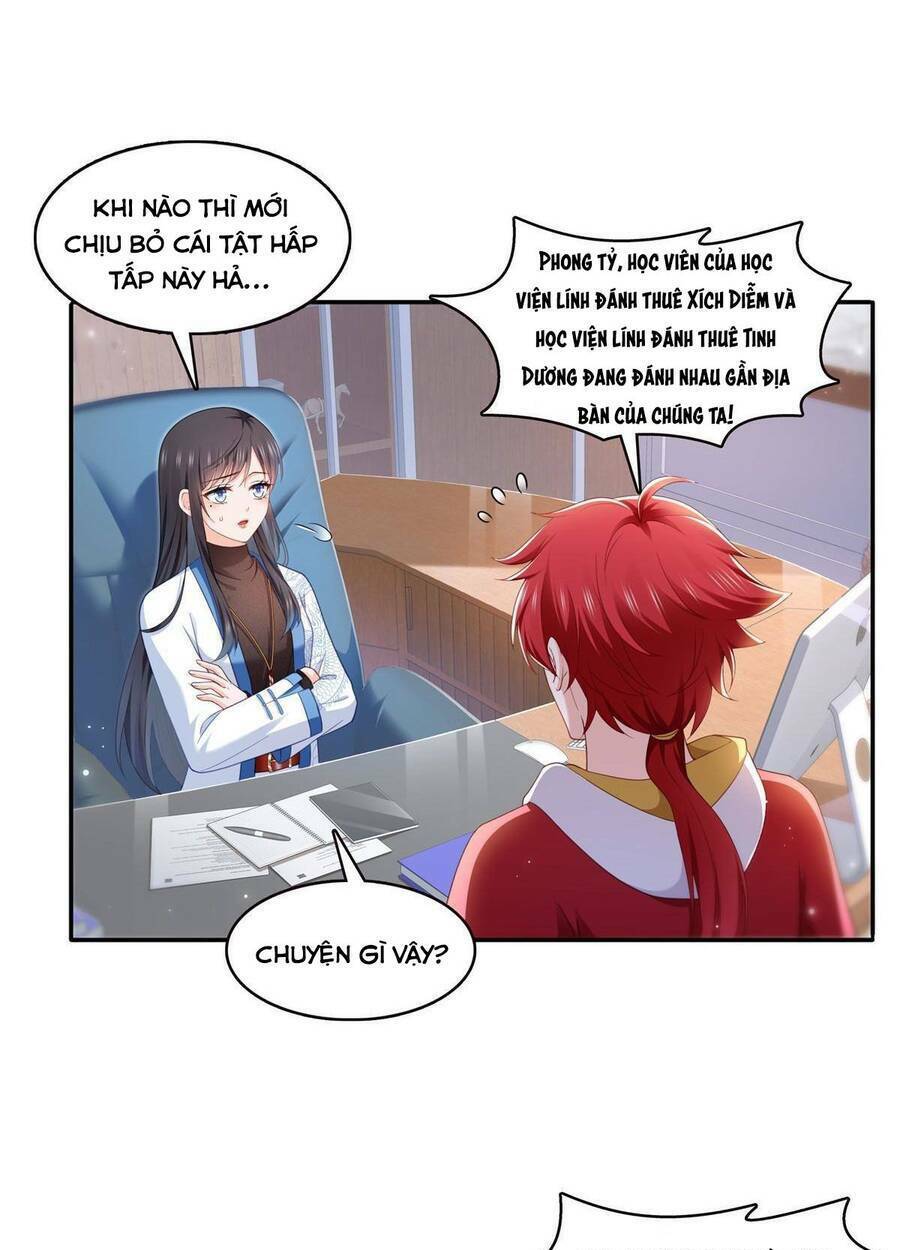 KHI NÀO THÌ MỚI
CHỊU BỎ CÁI TẬT HẤP
TẤP NÀY HẢ...
PHONG TỶ, HỌC VIÊN CỦA HỌC
VIỆN LÍNH ĐÁNH THUÊ XÍCH DIỄM VÀ
HỌC VIỆN LÍNH ĐÁNH THUÊ TINH
DƯƠNG ĐANG ĐÁNH NHAU GẦN ĐỊA
BÀN CỦA CHÚNG TA!
CHUYỆN GÌ VẬY?